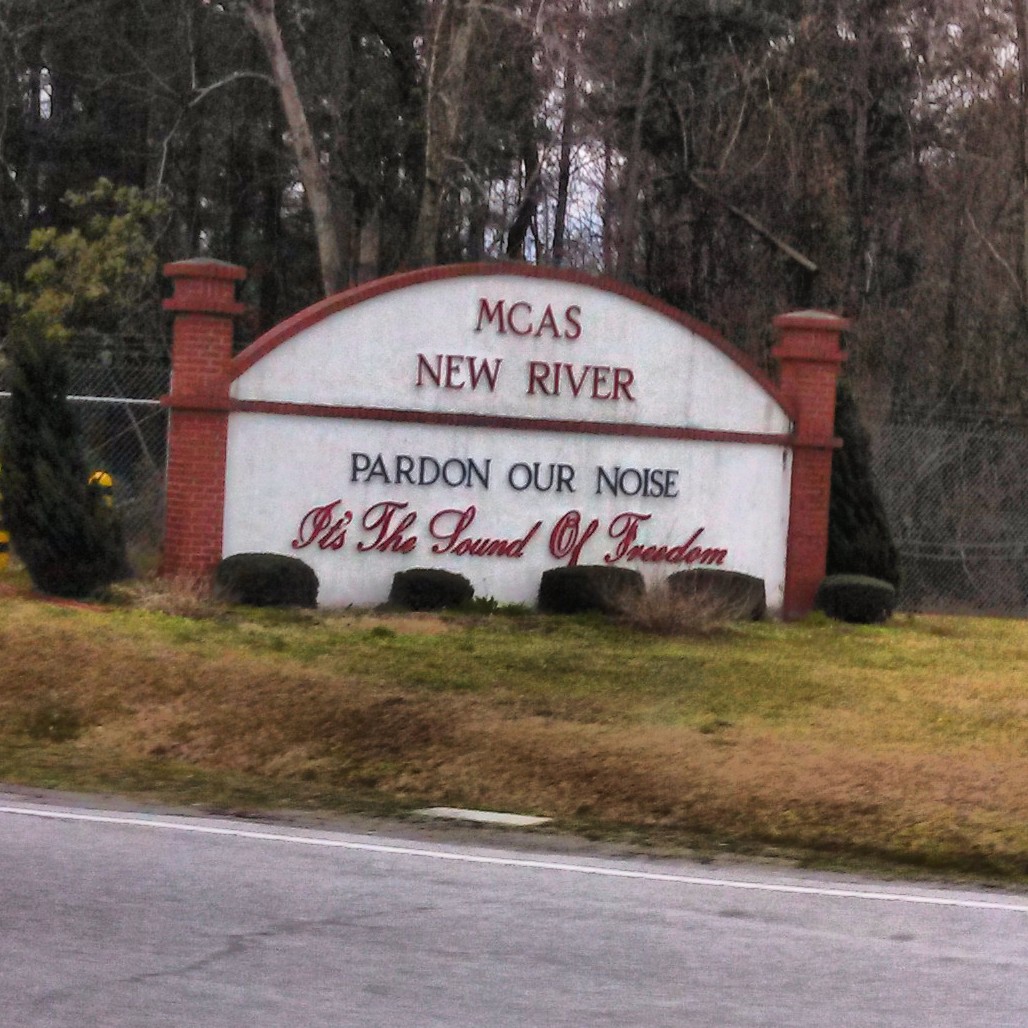 MCAS
NEW RIVER
PARDON OUR NOISE
It's The Sound Of Freedom